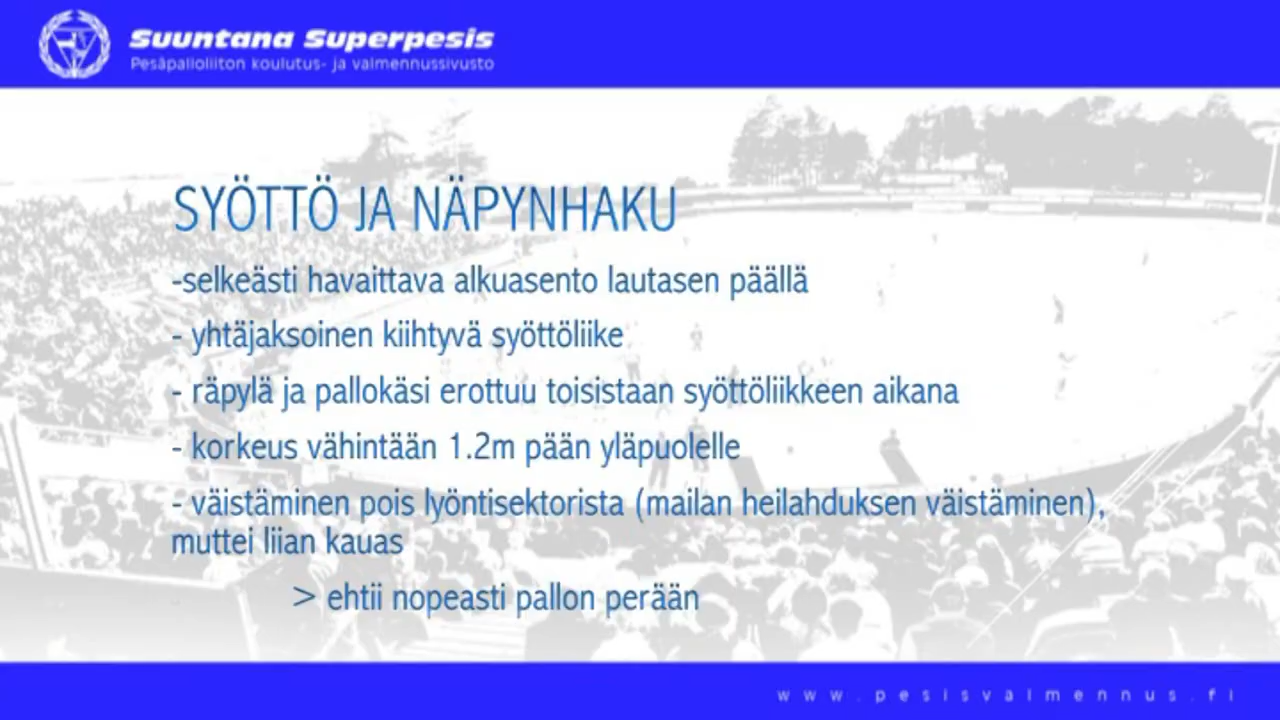 Suuntana Superpesis
Pesäpalloliiton koulutus- ja valmennussivusto
SYÖTTÖ JA NÄPYNHAKU
-selkeästi havaittava alkuasento lautasen päällä
- yhtäjaksoinen kiihtyvä syöttöliike
- räpylä ja pallokäsi erottuu toisistaan syöttöliikkeen aikana
- korkeus vähintään 1.2m pään yläpuolelle
- väistäminen pois lyöntisektorista (mailan heilahduksen väistäminen),
muttei liian kauas
> ehtii nopeasti pallon perään
www.pesisvalmennus.fi